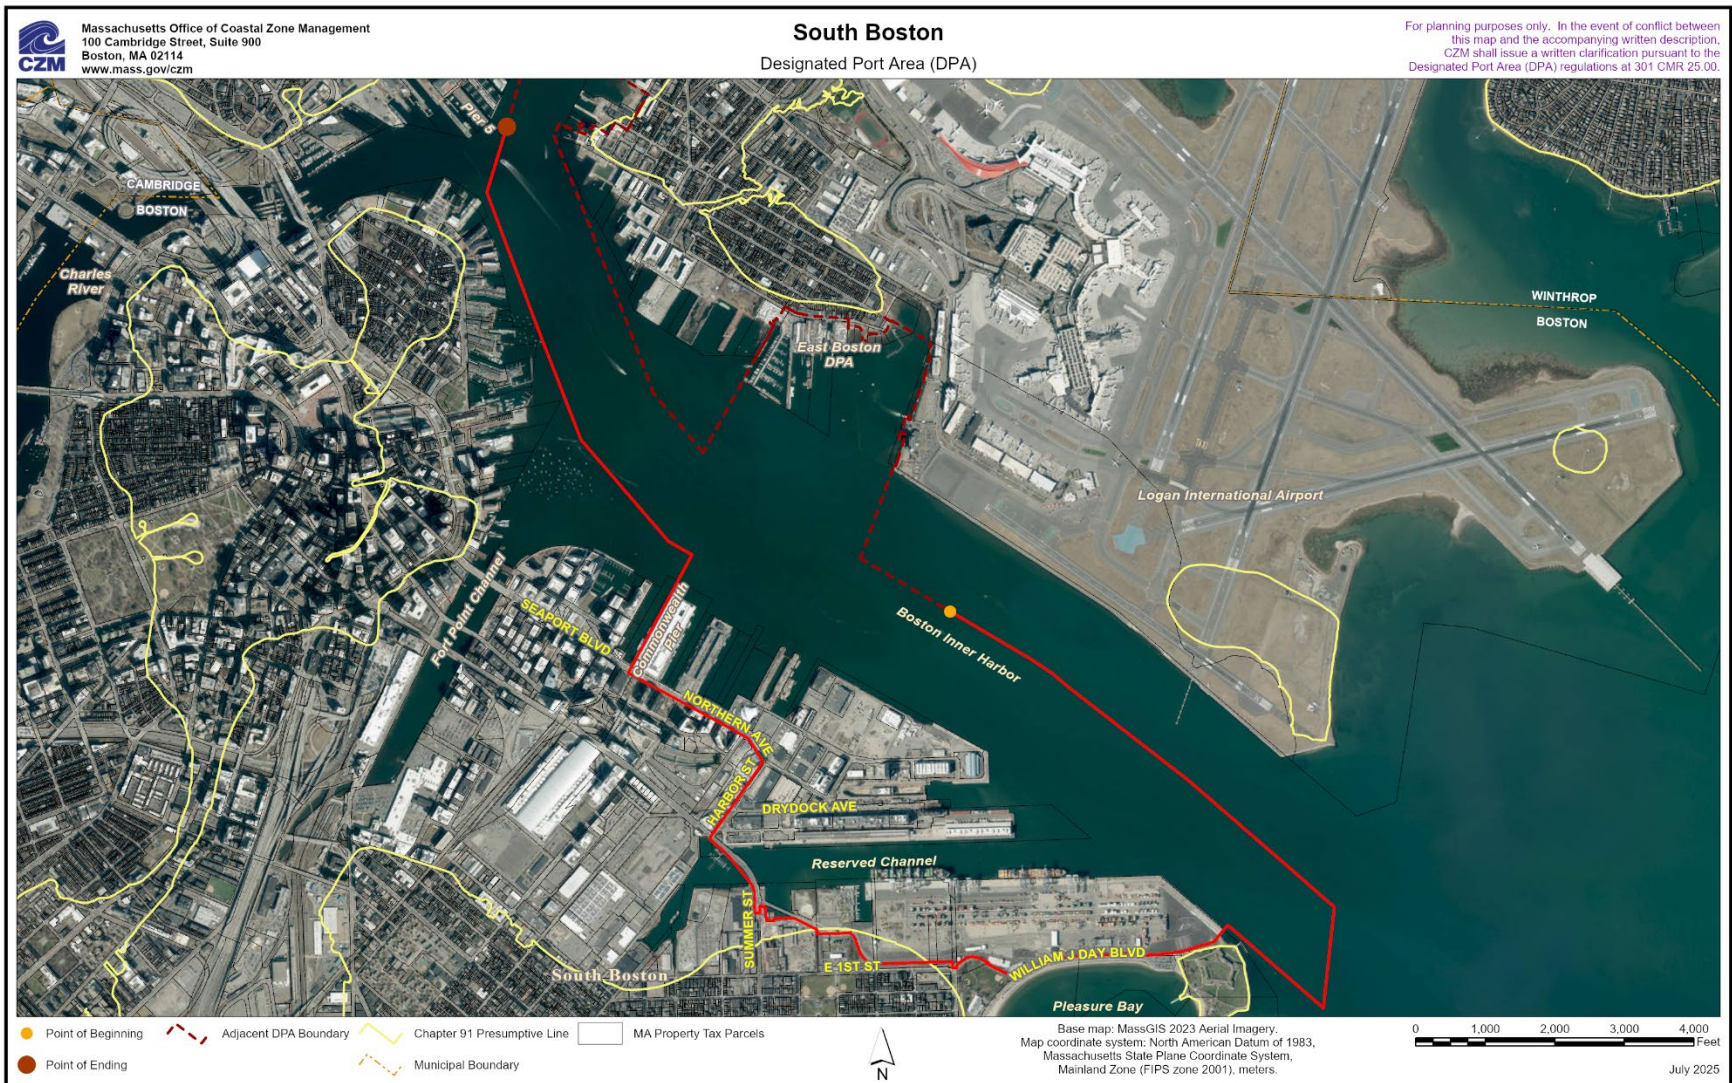 CZM
Massachusetts Office of Coastal Zone Management
100 Cambridge Street, Suite 900
Boston, MA 02114
www.mass.gov/czm
South Boston
Designated Port Area (DPA)
For planning purposes only. In the event of conflict between
this map and the accompanying written description,
CZM shall issue a written clarification pursuant to the
Designated Port Area (DPA) regulations at 301 CMR 25.00.
Pier 5
CAMBRIDGE
BOSTON
Charles
River
WINTHROP
BOSTON
East Boston
DPA
Logan International Airport
Fort Point Channel
SEAPORT BLVD
Commonwealth
Pier
Boston Inner Harbor
NORTHERN AVE
HARBOR ST
DRYDOCK AVE
Reserved Channel
SUMMER ST
E 1ST ST
WILLIAM J DAY BLVD
South Boston
Pleasure Bay
Point of Beginning
Adjacent DPA Boundary
Chapter 91 Presumptive Line
MA Property Tax Parcels
Point of Ending
Municipal Boundary
N
Base map: MassGIS 2023 Aerial Imagery.
Map coordinate system: North American Datum of 1983,
Massachusetts State Plane Coordinate System,
Mainland Zone (FIPS zone 2001), meters.
0 1,000 2,000 3,000 4,000
Feet
July 2025